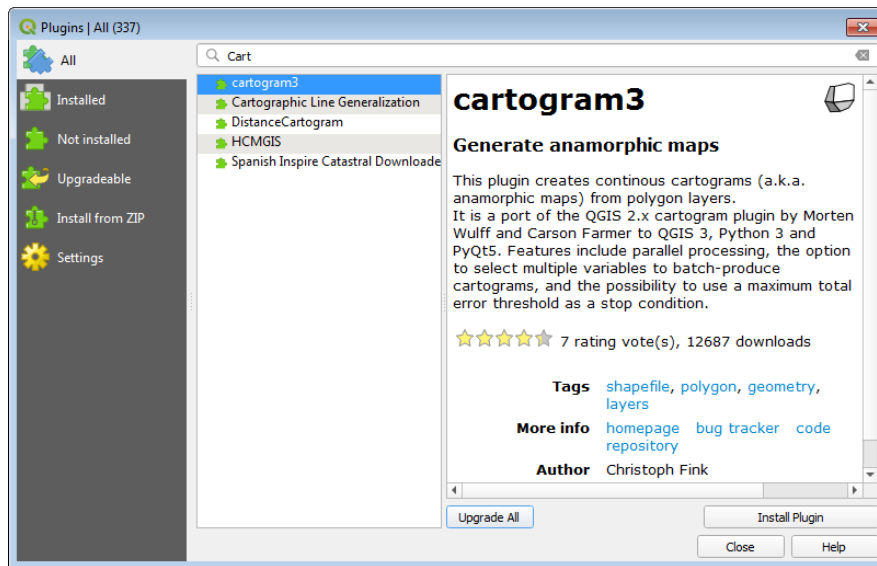 Plugins | All (337)
All
Installed
Not installed
Upgradeable
Install from ZIP
Settings
Cart
cartogram3
Cartographic Line Generalization
DistanceCartogram
HCMGIS
Spanish Inspire Catastral Downloade
cartogram3
Generate anamorphic maps
This plugin creates continous cartograms (a.k.a.
anamorphic maps) from polygon layers.
It is a port of the QGIS 2.x cartogram plugin by Morten
Wulff and Carson Farmer to QGIS 3, Python 3 and
PyQt5. Features include parallel processing, the option
to select multiple variables to batch-produce
cartograms, and the possibility to use a maximum total
error threshold as a stop condition.
7 rating vote(s), 12687 downloads
Tags shapefile, polygon, geometry,
layers
More info homepage bug tracker code
repository
Author Christoph Fink
Upgrade All
Install Plugin
Close
Help